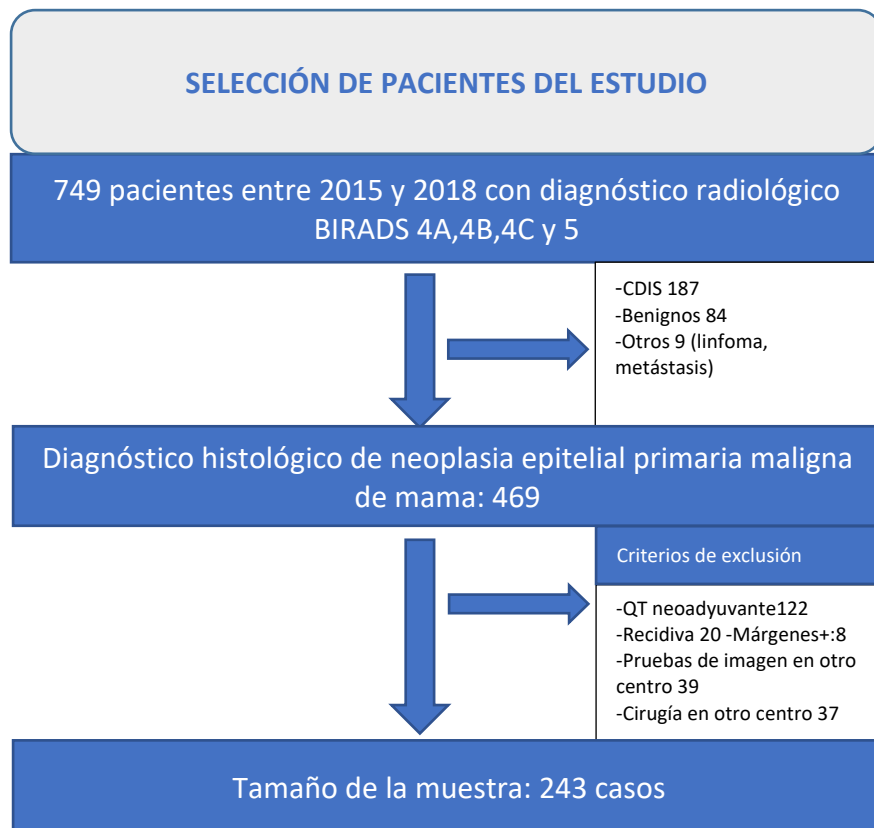 SELECCIÓN DE PACIENTES DEL ESTUDIO
749 pacientes entre 2015 y 2018 con diagnóstico radiológico
BIRADS 4A,4B,4C y 5
-CDIS 187
-Benignos 84
-Otros 9 (linfoma,
metástasis)
Diagnóstico histológico de neoplasia epitelial primaria maligna
de mama: 469
Criterios de exclusión
-QT neoadyuvante122
-Recidiva 20 -Márgenes+:8
-Pruebas de imagen en otro
centro 39
-Cirugía en otro centro 37
Tamaño de la muestra: 243 casos